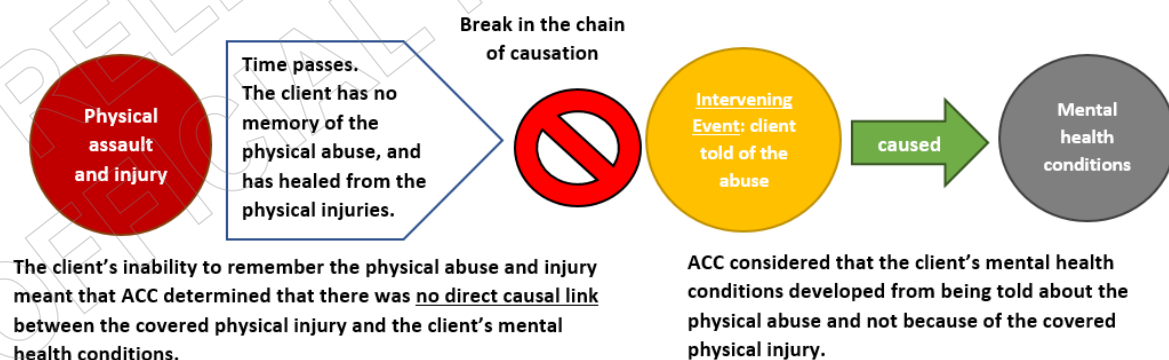 Break in the chain
of causation
Physical
assault
and injury
Time passes.
The client has no
memory of the
physical abuse, and
has healed from the
physical injuries.
Intervening
Event: client
told of the
abuse
caused
Mental
health
conditions
The client’s inability to remember the physical abuse and injury
meant that ACC determined that there was no direct causal link
between the covered physical injury and the client’s mental
health conditions.
ACC considered that the client’s mental health
conditions developed from being told about the
physical abuse and not because of the covered
physical injury.